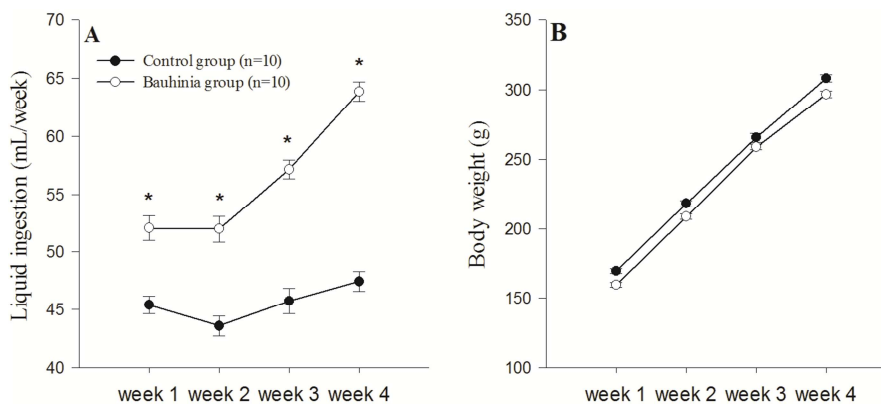 A
Control group (n=10)
Bauhinia group (n=10)
Liquid ingestion (mL/week)
70
65
60
55
50
45
40
* * * *
week 1 week 2 week 3 week 4
B
Body weight (g)
350
300
250
200
150
100
week 1 week 2 week 3 week 4